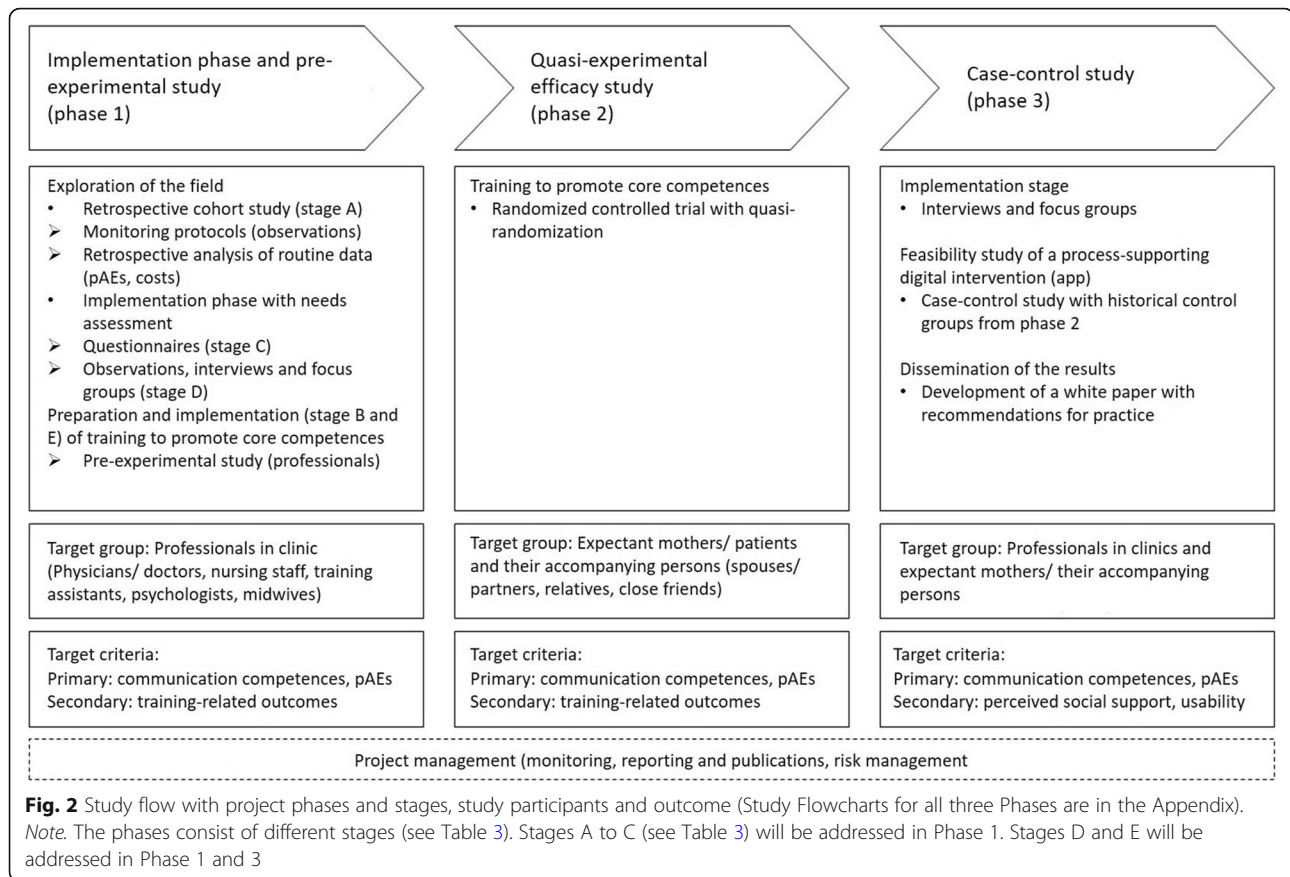 Implementation phase and pre-
experimental study
(phase 1)
Quasi-experimental
efficacy study
(phase 2)
Case-control study
(phase 3)
Exploration of the field
• Retrospective cohort study (stage A)
➢ Monitoring protocols (observations)
➢ Retrospective analysis of routine data
(pAEs, costs)
• Implementation phase with needs
assessment
➢ Questionnaires (stage C)
➢ Observations, interviews and focus
groups (stage D)
Preparation and implementation (stage B and
E) of training to promote core competences
➢ Pre-experimental study (professionals)
Training to promote core competences
• Randomized controlled trial with quasi-
randomization
Implementation stage
• Interviews and focus groups
Feasibility study of a process-supporting
digital intervention (app)
• Case-control study with historical control
groups from phase 2
Dissemination of the results
• Development of a white paper with
recommendations for practice
Target group: Professionals in clinic
(Physicians/ doctors, nursing staff, training
assistants, psychologists, midwives)
Target group: Expectant mothers/ patients
and their accompanying persons (spouses/
partners, relatives, close friends)
Target group: Professionals in clinics and
expectant mothers/ their accompanying
persons
Target criteria:
Primary: communication competences, pAEs
Secondary: training-related outcomes
Target criteria:
Primary: communication competences, pAEs
Secondary: training-related outcomes
Target criteria:
Primary: communication competences, pAEs
Secondary: perceived social support, usability
Project management (monitoring, reporting and publications, risk management
Fig. 2 Study flow with project phases and stages, study participants and outcome (Study Flowcharts for all three Phases are in the Appendix).
Note. The phases consist of different stages (see Table 3). Stages A to C (see Table 3) will be addressed in Phase 1. Stages D and E will be
addressed in Phase 1 and 3